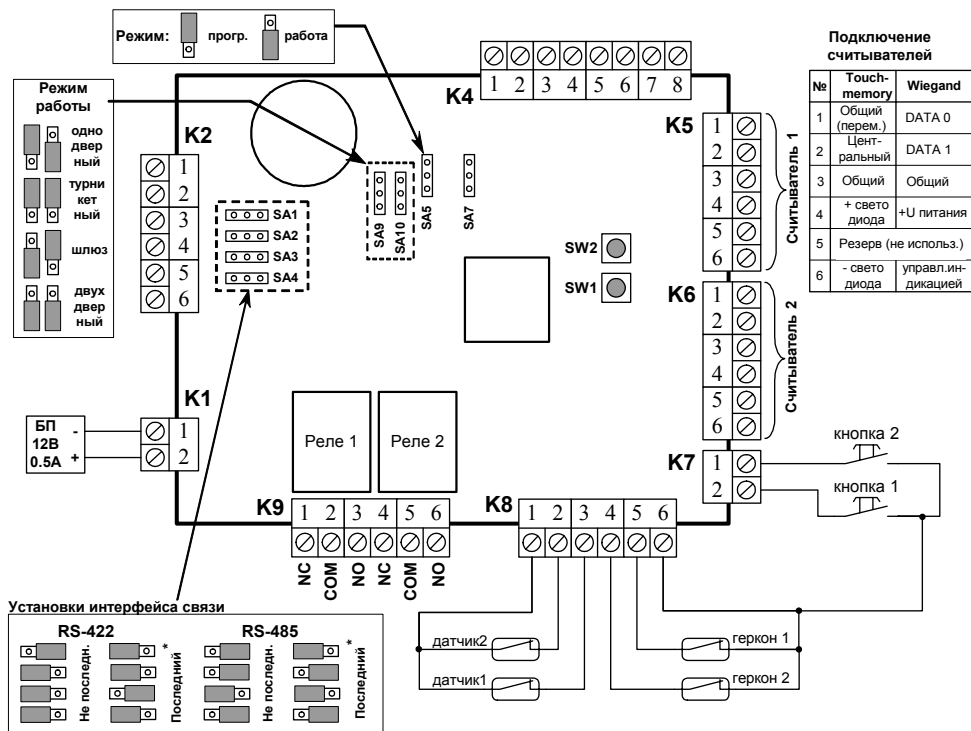 Режим: прогр. работа
Режим
работы
одно
двер
ный
турни
кет
ный
шлюз
двух
двер
ный
K4
1 2 3 4 5 6 7 8
Подключение
считывателей
№ Touch-memory Wiegand
1 Общий (перем.) DATA 0
2 Цент-ральный DATA 1
3 Общий Общий
4 + свето диода +U питания
5 Резерв (не использ.)
6 - свето диода управл.ин-дикацией
K2
1
2
3
4
5
6
SA1
SA2
SA3
SA4
SA9
SA10
SA5
SA7
SW2
SW1
K5
1
2
3
4
5
6
Считыватель 1
K6
1
2
3
4
5
6
Считыватель 2
K1
1
2
БП
12В
0.5А
-
+
Реле 1
Реле 2
K7
1
2
кнопка 2
кнопка 1
K9
1 2 3 4 5 6
NC COM NO NC COM NO
K8
1 2 3 4 5 6
датчик2
датчик1
геркон 1
геркон 2
Установки интерфейса связи
RS-422
Не последн.
Последний *
RS-485
Не последн.
Последний *